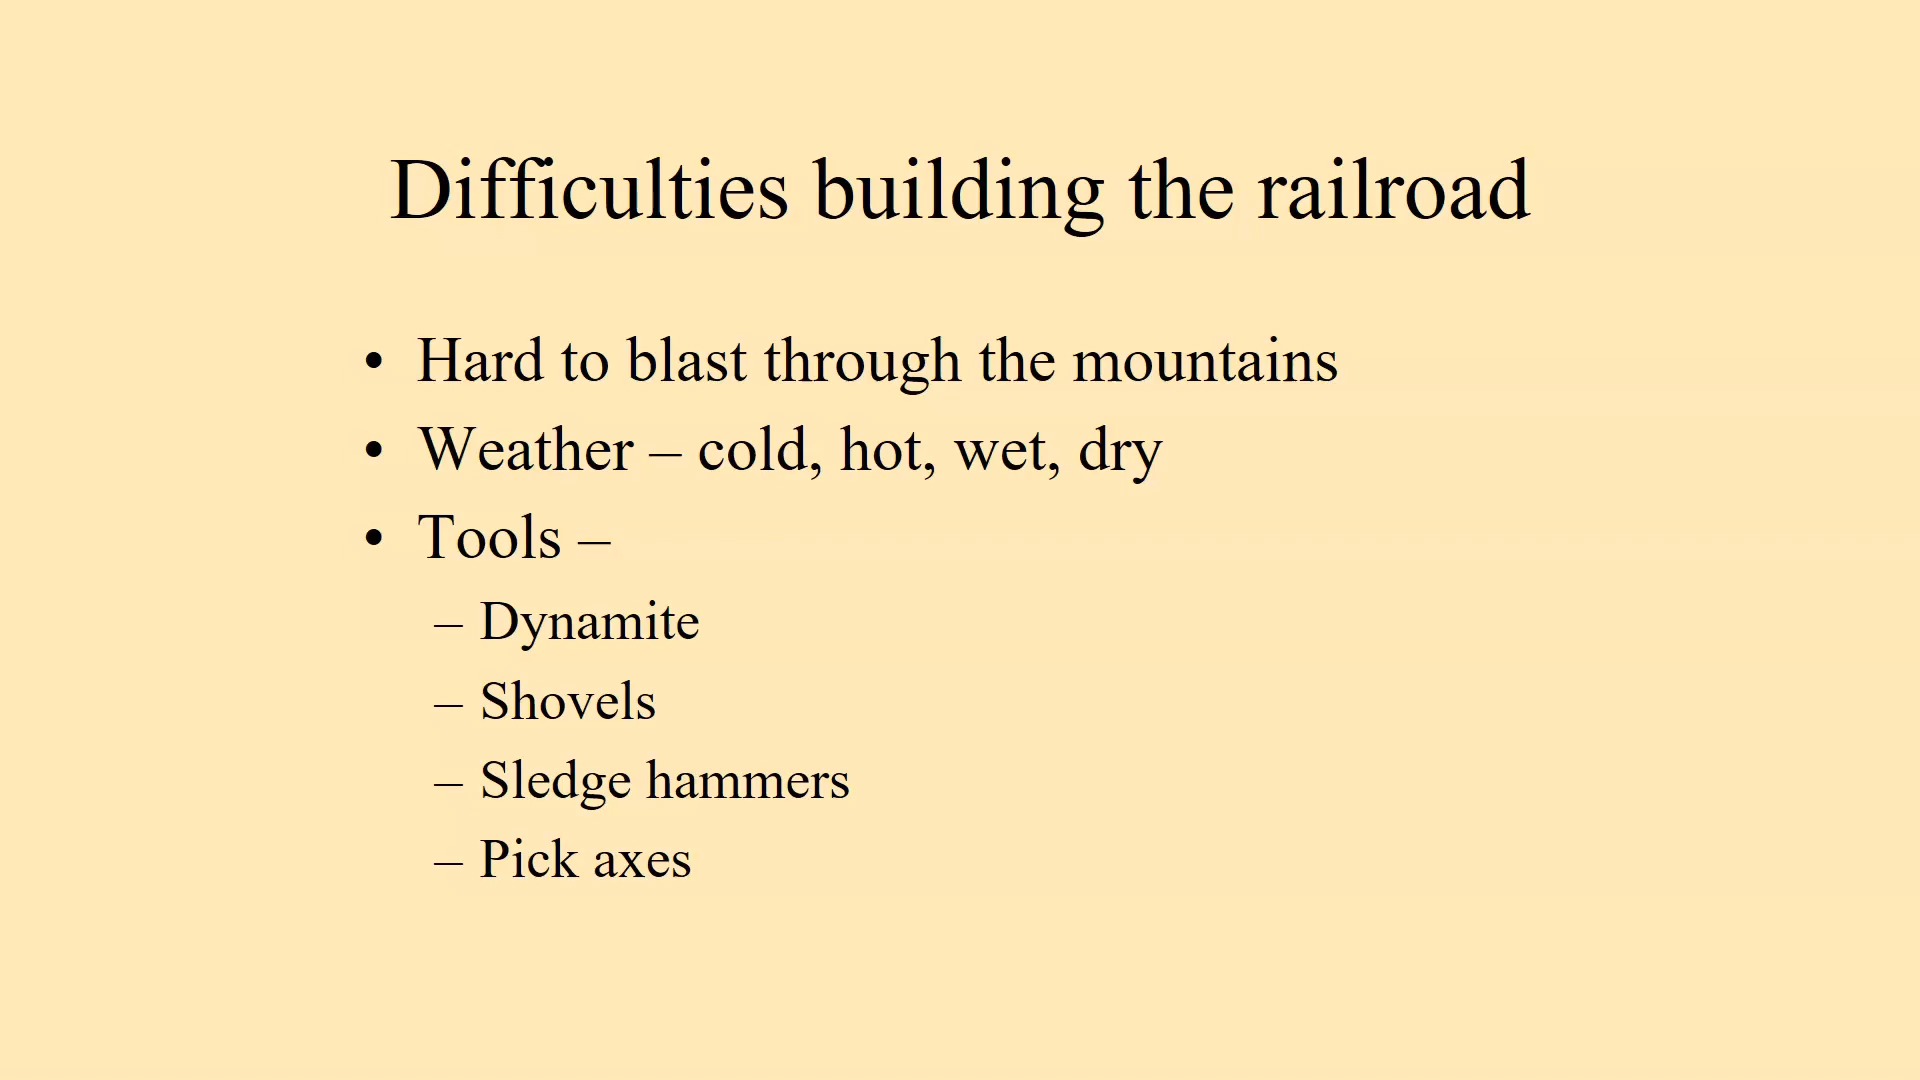 Difficulties building the railroad
• Hard to blast through the mountains
• Weather – cold, hot, wet, dry
• Tools –
– Dynamite
– Shovels
– Sledge hammers
– Pick axes